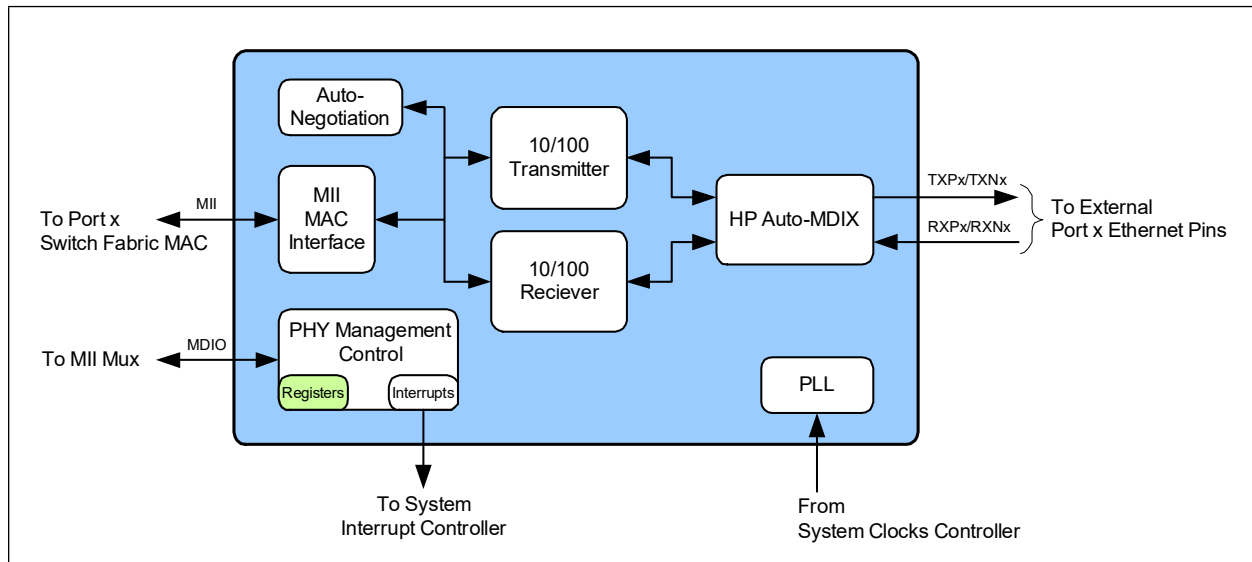 Auto-
Negotiation
10/100
Transmitter
MII
MAC
Interface
MII
To Port x
Switch Fabric MAC
HP Auto-MDIX
TXPx/TXNx
RXPx/RXNx
To External
Port x Ethernet Pins
10/100
Reciever
PHY Management
Control
Registers
Interrupts
MDIO
To MII Mux
PLL
To System
Interrupt Controller
From
System Clocks Controller